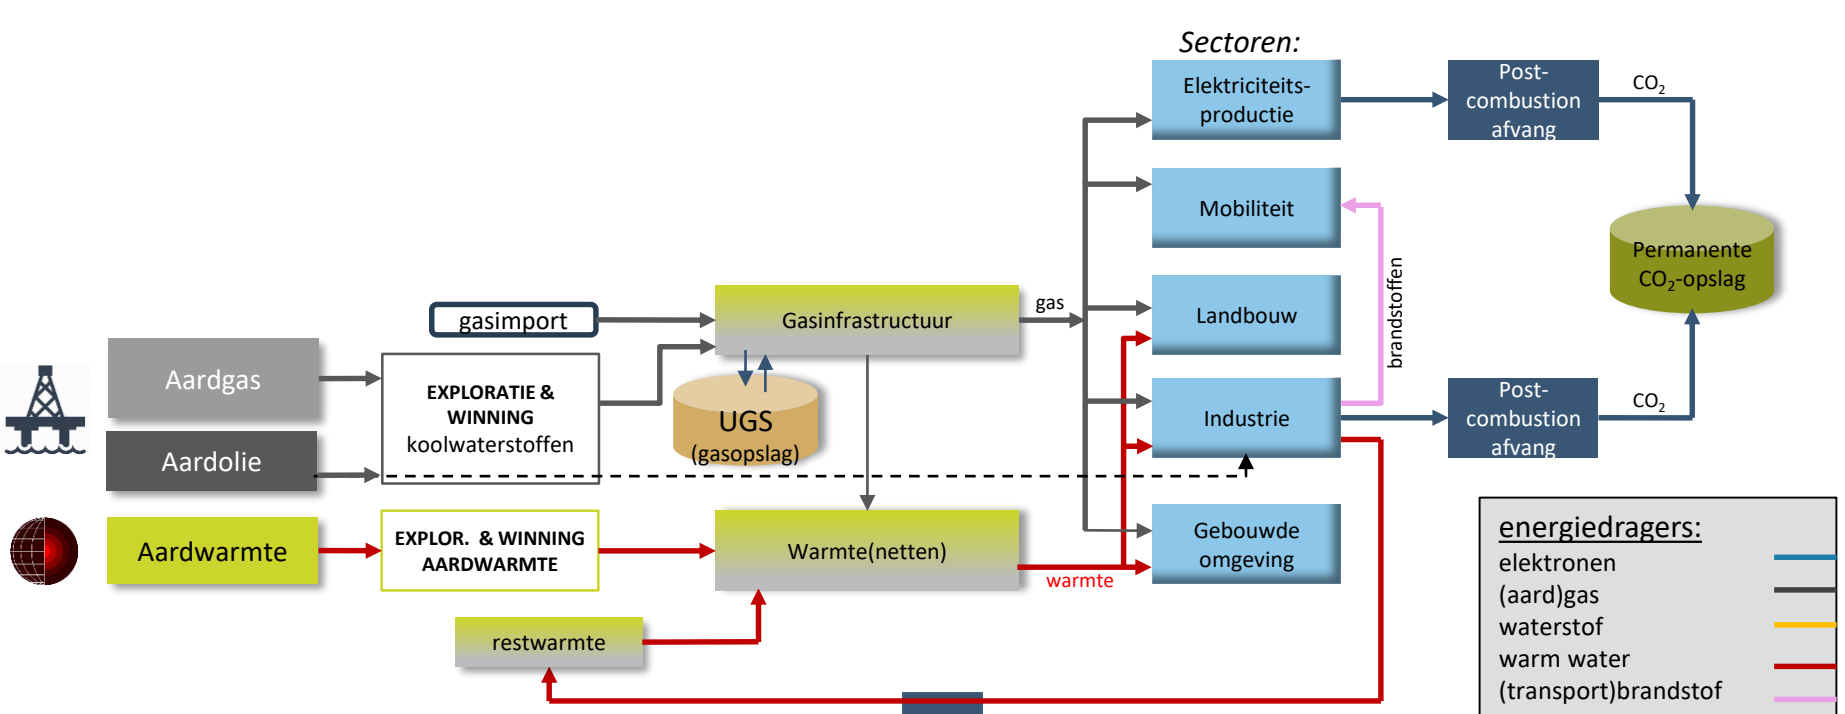 Sectoren:
Elektriciteits-
productie
Post-
combustion
afvang
CO₂
Mobiliteit
Permanente
CO₂-opslag
brandstoffen
gasimport
Gasinfrastructuur
gas
Landbouw
Aardgas
EXPLORATIE &
WINNING
koolwaterstoffen
UGS
(gasopslag)
Industrie
Post-
combustion
afvang
CO₂
Aardolie
Aardwarmte
EXPLOR. & WINNING
AARDWARMTE
Warmte(netten)
warmte
Gebouwde
omgeving
restwarmte
energiedragers:
elektronen
(aard)gas
waterstof
warm water
(transport)brandstof